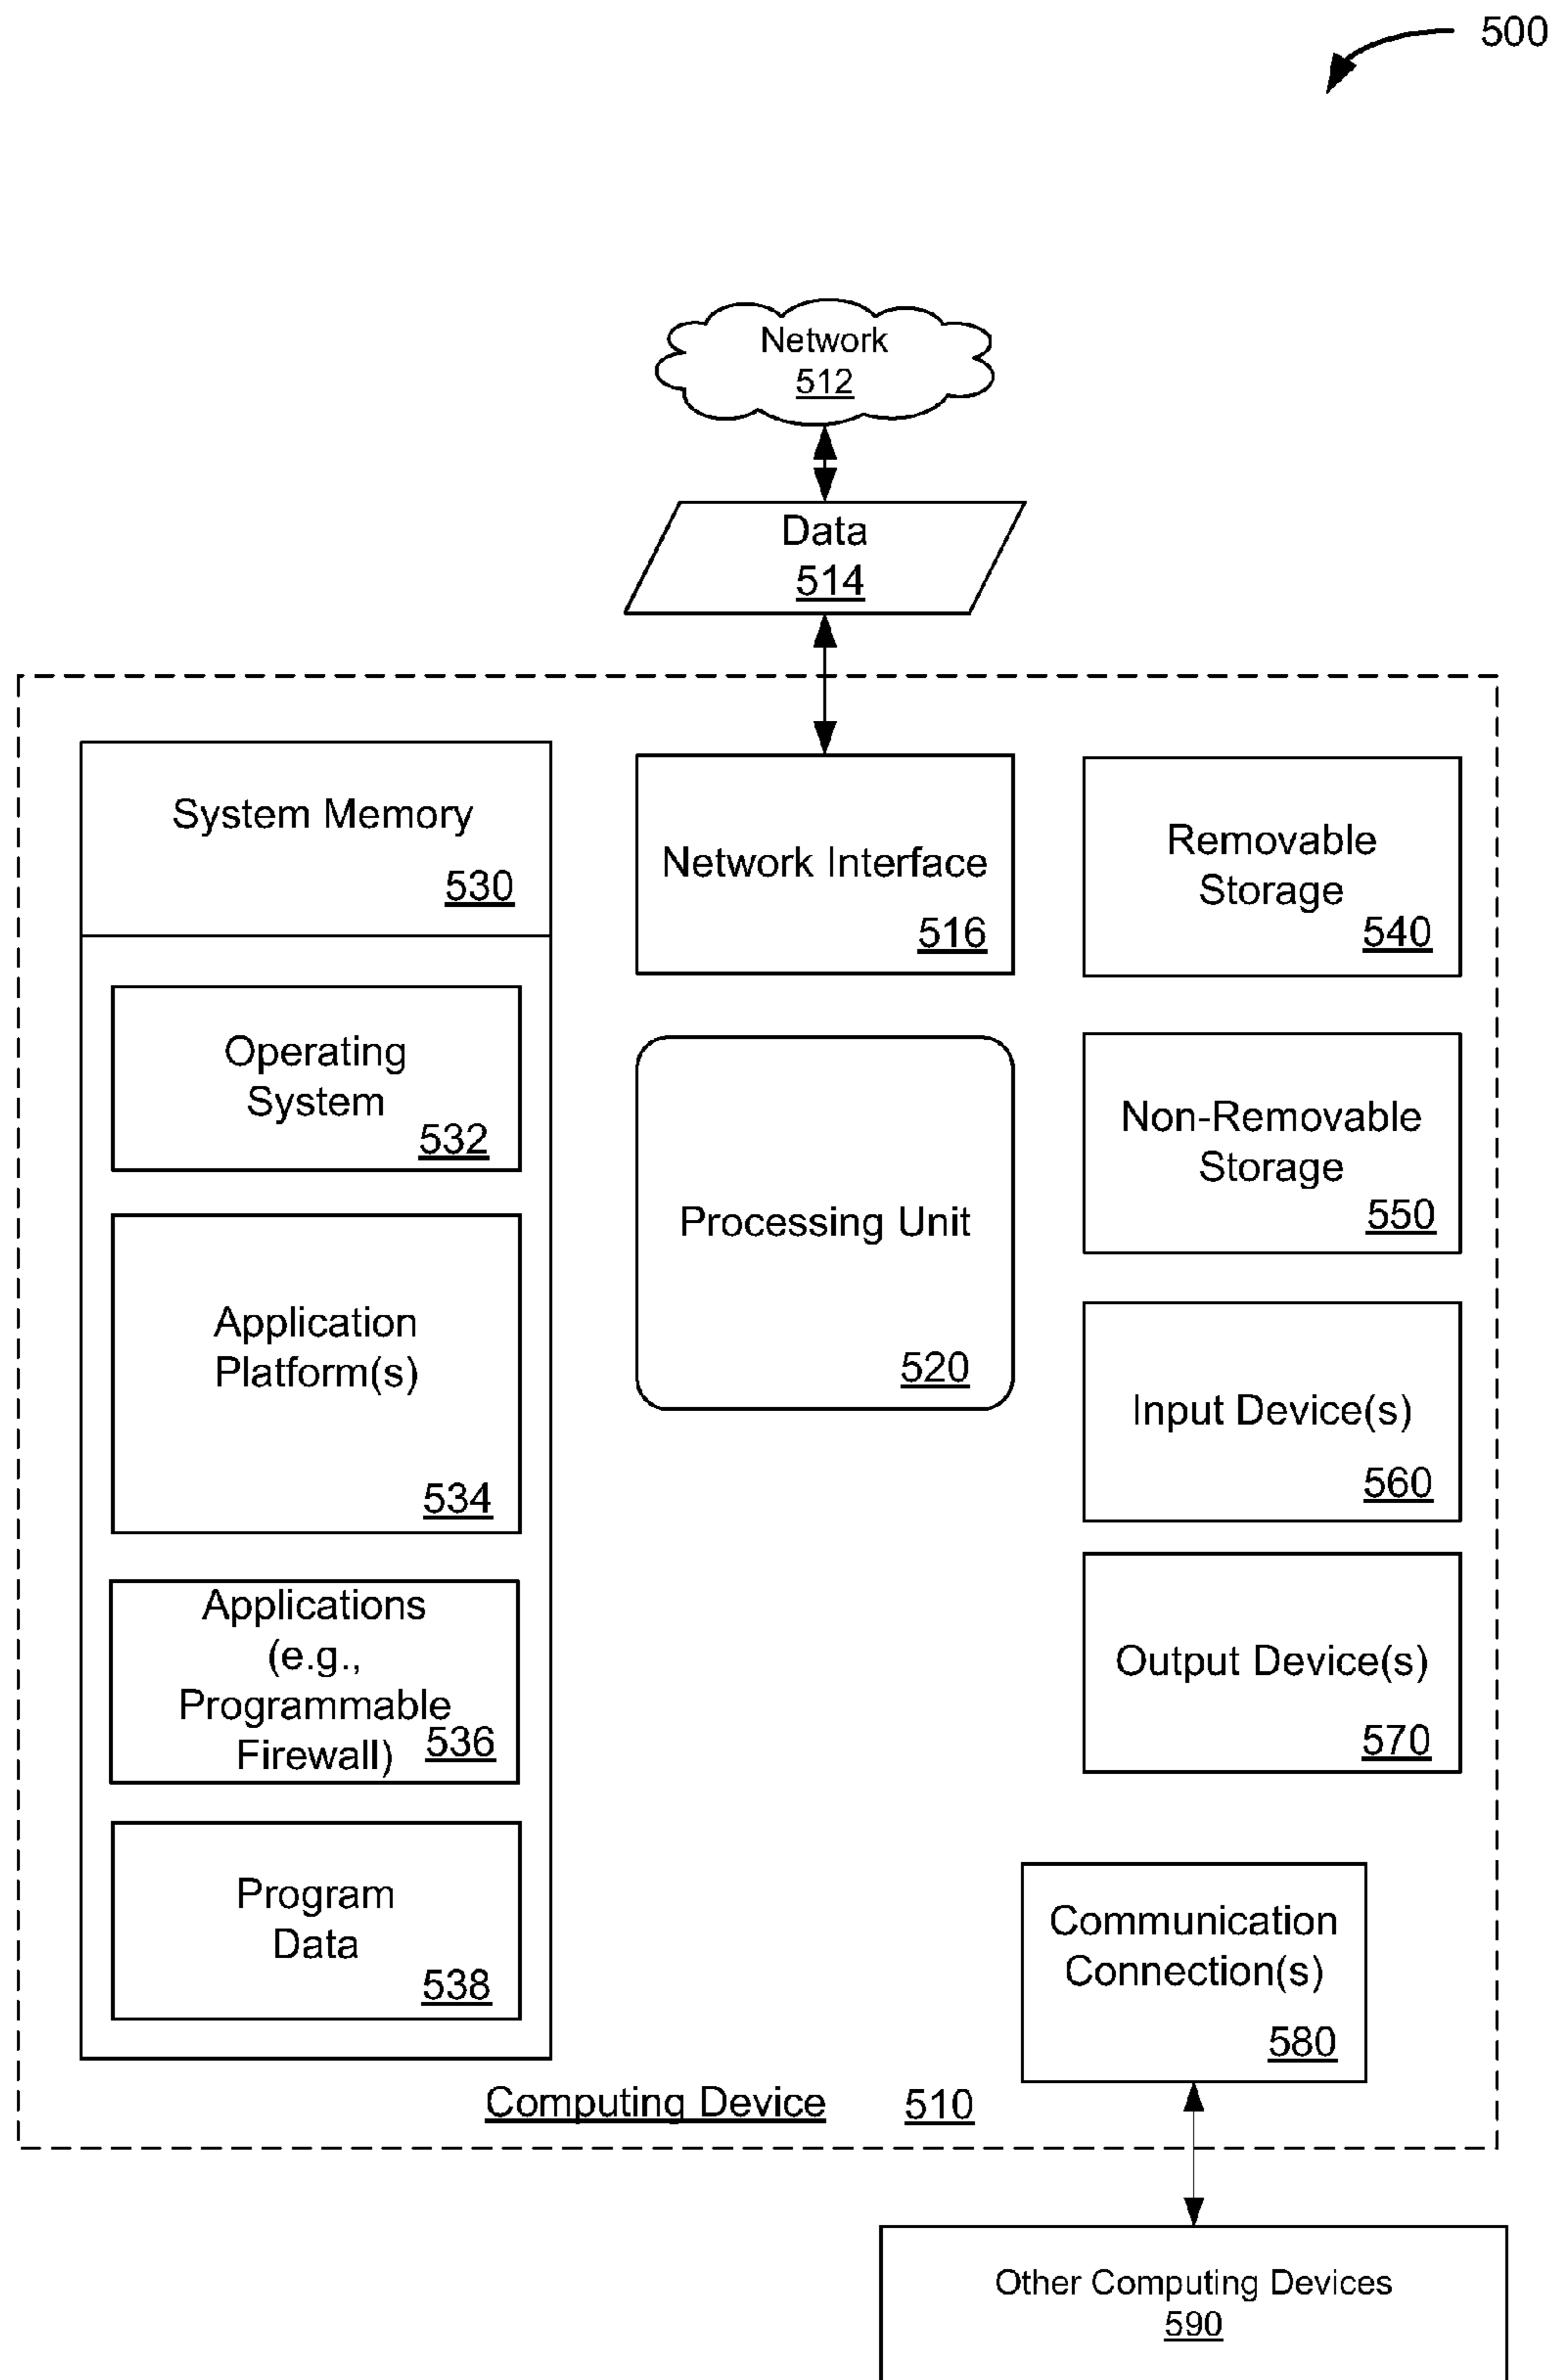 500
Network
512
Data
514
System Memory
530
Operating
System
532
Application
Platform(s)
534
Applications
(e.g.,
Programmable
Firewall)
536
Program
Data
538
Network Interface
516
Processing Unit
520
Removable
Storage
540
Non-Removable
Storage
550
Input Device(s)
560
Output Device(s)
570
Communication
Connection(s)
580
Computing Device 510
Other Computing Devices
590